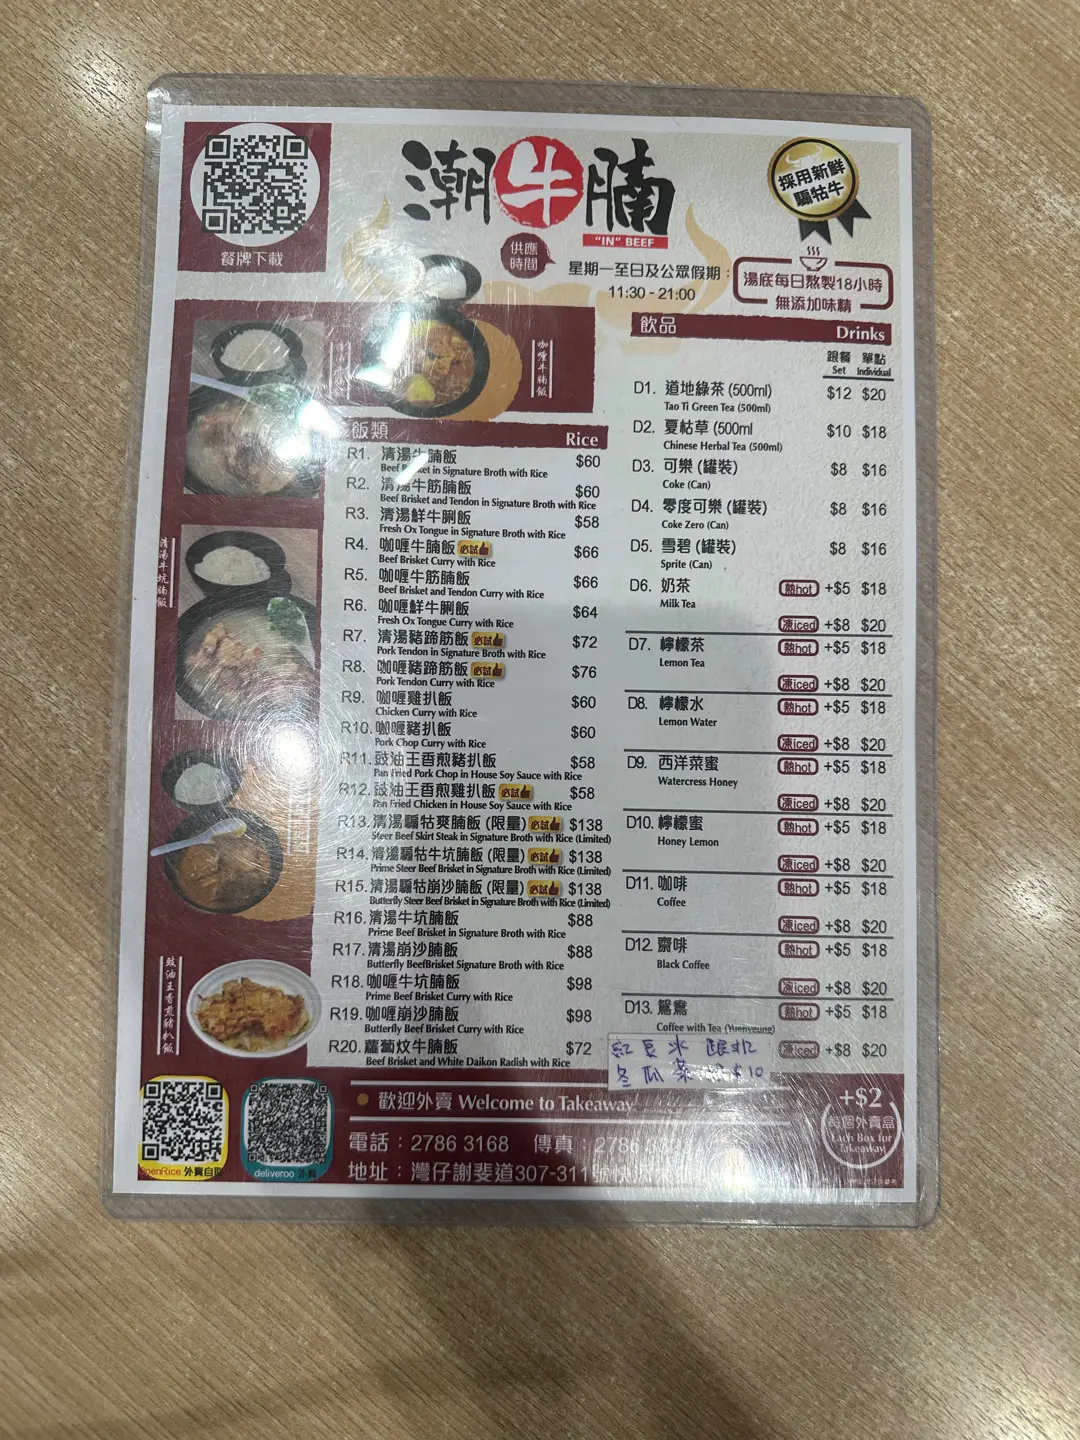 餐牌下載
潮牛腩
"IN" BEEF
採用新鮮
騸牯牛
供應
時間
星期一至日及公眾假期：
11:30 - 21:00
湯底每日熬製18小時
無添加味精
咖喱牛腩飯
清湯牛坑腩飯
豉油王香煎豬扒飯
飯類 Rice
R1. 清湯牛腩飯 $60
Beef Brisket in Signature Broth with Rice
R2. 清湯牛筋腩飯 $60
Beef Brisket and Tendon in Signature Broth with Rice
R3. 清湯鮮牛脷飯 $58
Fresh Ox Tongue in Signature Broth with Rice
R4. 咖喱牛腩飯 必試 $66
Beef Brisket Curry with Rice
R5. 咖喱牛筋腩飯 $66
Beef Brisket and Tendon Curry with Rice
R6. 咖喱鮮牛脷飯 $64
Fresh Ox Tongue Curry with Rice
R7. 清湯豬蹄筋飯 必試 $72
Pork Tendon in Signature Broth with Rice
R8. 咖喱豬蹄筋飯 必試 $76
Pork Tendon Curry with Rice
R9. 咖喱雞扒飯 $60
Chicken Curry with Rice
R10. 咖喱豬扒飯 $60
Pork Chop Curry with Rice
R11. 豉油王香煎豬扒飯 $58
Pan Fried Pork Chop in House Soy Sauce with Rice
R12. 豉油王香煎雞扒飯 必試 $58
Pan Fried Chicken in House Soy Sauce with Rice
R13. 清湯騸牯爽腩飯 (限量) 必試 $138
Steer Beef Skirt Steak in Signature Broth with Rice (Limited)
R14. 清湯騸牯牛坑腩飯 (限量) 必試 $138
Prime Steer Beef Brisket in Signature Broth with Rice (Limited)
R15. 清湯騸牯崩沙腩飯 (限量) 必試 $138
Butterfly Steer Beef Brisket in Signature Broth with Rice (Limited)
R16. 清湯牛坑腩飯 $88
Prime Beef Brisket in Signature Broth with Rice
R17. 清湯崩沙腩飯 $88
Butterfly BeefBrisket Signature Broth with Rice
R18. 咖喱牛坑腩飯 $98
Prime Beef Brisket Curry with Rice
R19. 咖喱崩沙腩飯 $98
Butterfly Beef Brisket Curry with Rice
R20. 蘿蔔炆牛腩飯 $72
Beef Brisket and White Daikon Radish with Rice
飲品 Drinks
跟餐 單點
Set Individual
D1. 道地綠茶 (500ml) $12 $20
Tao Ti Green Tea (500ml)
D2. 夏枯草 (500ml $10 $18
Chinese Herbal Tea (500ml)
D3. 可樂 (罐裝) $8 $16
Coke (Can)
D4. 零度可樂 (罐裝) $8 $16
Coke Zero (Can)
D5. 雪碧 (罐裝) $8 $16
Sprite (Can)
D6. 奶茶 熱hot +$5 $18
Milk Tea
凍iced +$8 $20
D7. 檸檬茶 熱hot +$5 $18
Lemon Tea
凍iced +$8 $20
D8. 檸檬水 熱hot +$5 $18
Lemon Water
凍iced +$8 $20
D9. 西洋菜蜜 熱hot +$5 $18
Watercress Honey
凍iced +$8 $20
D10. 檸檬蜜 熱hot +$5 $18
Honey Lemon
凍iced +$8 $20
D11. 咖啡 熱hot +$5 $18
Coffee
凍iced +$8 $20
D12. 齋啡 熱hot +$5 $18
Black Coffee
凍iced +$8 $20
D13. 鴛鴦 熱hot +$5 $18
Coffee with Tea (Yuenyeung)
凍iced +$8 $20
冬瓜茶 $10
歡迎外賣 Welcome to Takeaway
電話：2786 3168 傳真：2786
地址：灣仔謝斐道307-311號
+$2
每個外賣盒
Each Box for
Takeaway
OpenRice 外賣自取
deliveroo 外賣